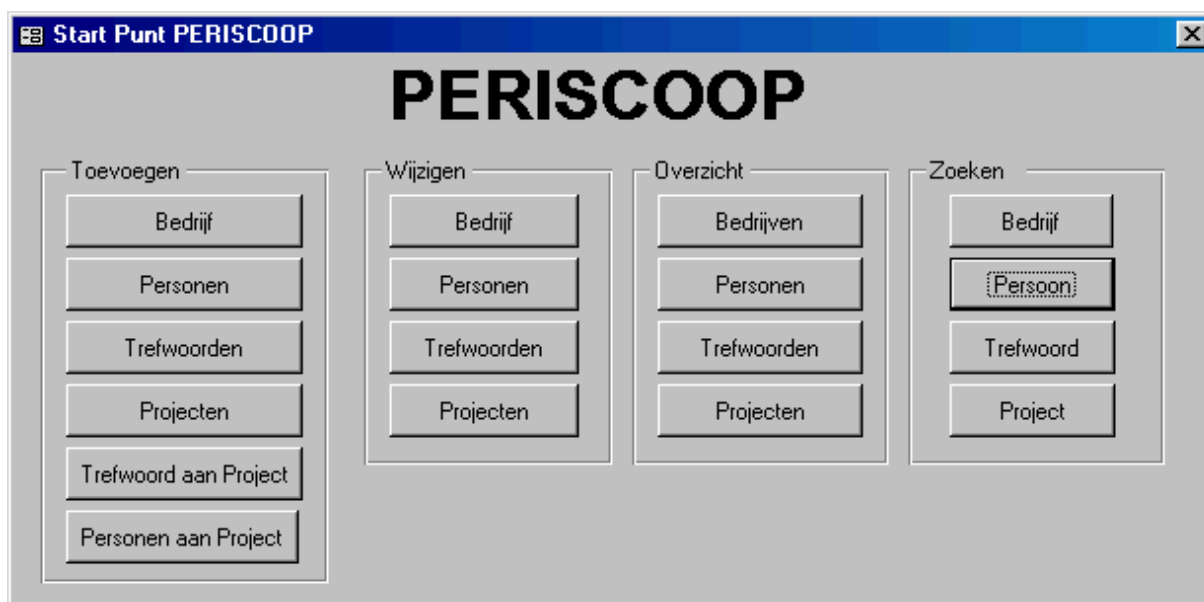 Start Punt PERISCOOP
PERISCOOP
Toevoegen
Bedrijf
Personen
Trefwoorden
Projecten
Trefwoord aan Project
Personen aan Project
Wijzigen
Bedrijf
Personen
Trefwoorden
Projecten
Overzicht
Bedrijven
Personen
Trefwoorden
Projecten
Zoeken
Bedrijf
Persoon
Trefwoord
Project